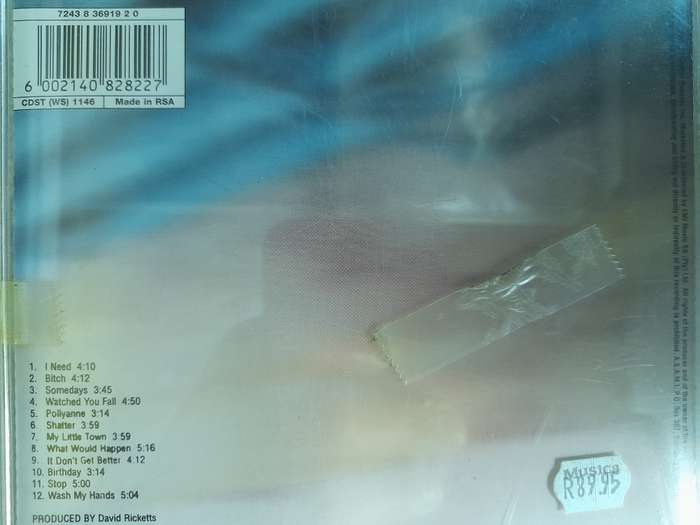 7243 8 36919 2 0
6 002140 828227
CDST (WS) 1146 Made in RSA
1. I Need 4:10
2. Bitch 4:12
3. Somedays 3:45
4. Watched You Fall 4:50
5. Pollyanne 3:14
6. Shatter 3:59
7. My Little Town 3:59
8. What Would Happen 5:16
9. It Don't Get Better 4.12
10. Birthday 3:14
11. Stop 5:00
12. Wash My Hands 5:04
PRODUCED BY David Ricketts
Musica
R89.95